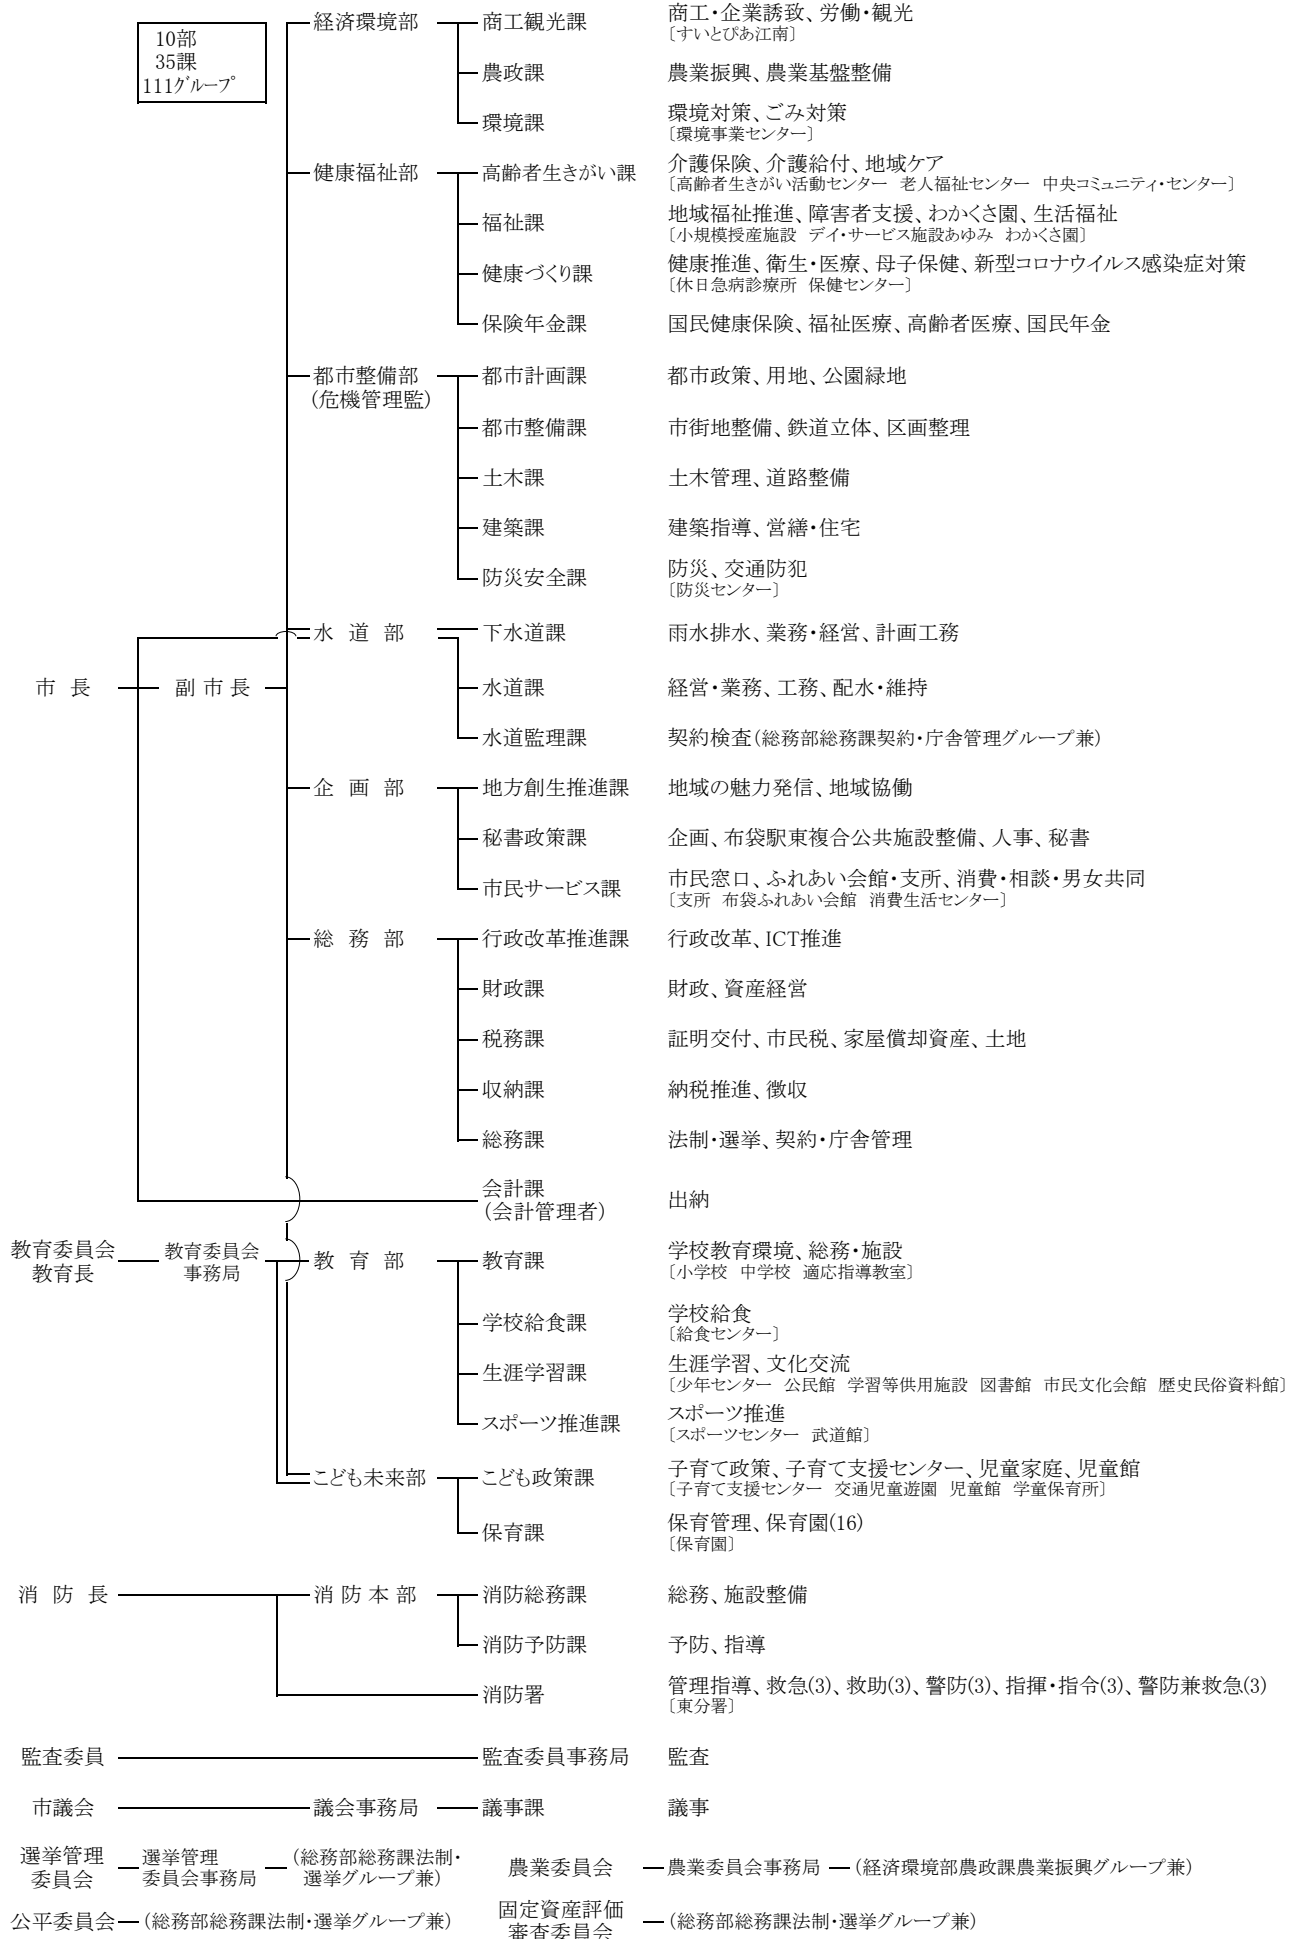 10部
35課
111グループ
経済環境部 商工観光課 商工・企業誘致、労働・観光
〔すいとぴあ江南〕
農政課 農業振興、農業基盤整備
環境課 環境対策、ごみ対策
〔環境事業センター〕
健康福祉部 高齢者生きがい課 介護保険、介護給付、地域ケア
〔高齢者生きがい活動センター 老人福祉センター 中央コミュニティ・センター〕
福祉課 地域福祉推進、障害者支援、わかくさ園、生活福祉
〔小規模授産施設 デイ・サービス施設あゆみ わかくさ園〕
健康づくり課 健康推進、衛生・医療、母子保健、新型コロナウイルス感染症対策
〔休日急病診療所 保健センター〕
保険年金課 国民健康保険、福祉医療、高齢者医療、国民年金
都市整備部 都市計画課 都市政策、用地、公園緑地
(危機管理監)
都市整備課 市街地整備、鉄道立体、区画整理
土木課 土木管理、道路整備
建築課 建築指導、営繕・住宅
防災安全課 防災、交通防犯
〔防災センター〕
水道部 下水道課 雨水排水、業務・経営、計画工務
市長 副市長 水道課 経営・業務、工務、配水・維持
水道監理課 契約検査(総務部総務課契約・庁舎管理グループ兼)
企画部 地方創生推進課 地域の魅力発信、地域協働
秘書政策課 企画、布袋駅東複合公共施設整備、人事、秘書
市民サービス課 市民窓口、ふれあい会館・支所、消費・相談・男女共同
〔支所 布袋ふれあい会館 消費生活センター〕
総務部 行政改革推進課 行政改革、ICT推進
財政課 財政、資産経営
税務課 証明交付、市民税、家屋償却資産、土地
収納課 納税推進、徴収
総務課 法制・選挙、契約・庁舎管理
会計課 出納
(会計管理者)
教育委員会 教育委員会 教育部 教育課 学校教育環境、総務・施設
教育長 事務局 〔小学校 中学校 適応指導教室〕
学校給食課 学校給食
〔給食センター〕
生涯学習課 生涯学習、文化交流
〔少年センター 公民館 学習等供用施設 図書館 市民文化会館 歴史民俗資料館〕
スポーツ推進課 スポーツ推進
〔スポーツセンター 武道館〕
こども未来部 こども政策課 子育て政策、子育て支援センター、児童家庭、児童館
〔子育て支援センター 交通児童遊園 児童館 学童保育所〕
保育課 保育管理、保育園(16)
〔保育園〕
消防長 消防本部 消防総務課 総務、施設整備
消防予防課 予防、指導
消防署 管理指導、救急(3)、救助(3)、警防(3)、指揮・指令(3)、警防兼救急(3)
〔東分署〕
監査委員 監査委員事務局 監査
市議会 議会事務局 議事課 議事
選挙管理 選挙管理 (総務部総務課法制・
委員会 委員会事務局 選挙グループ兼)
農業委員会 農業委員会事務局 (経済環境部農政課農業振興グループ兼)
公平委員会 (総務部総務課法制・選挙グループ兼)
固定資産評価
審査委員会 (総務部総務課法制・選挙グループ兼)